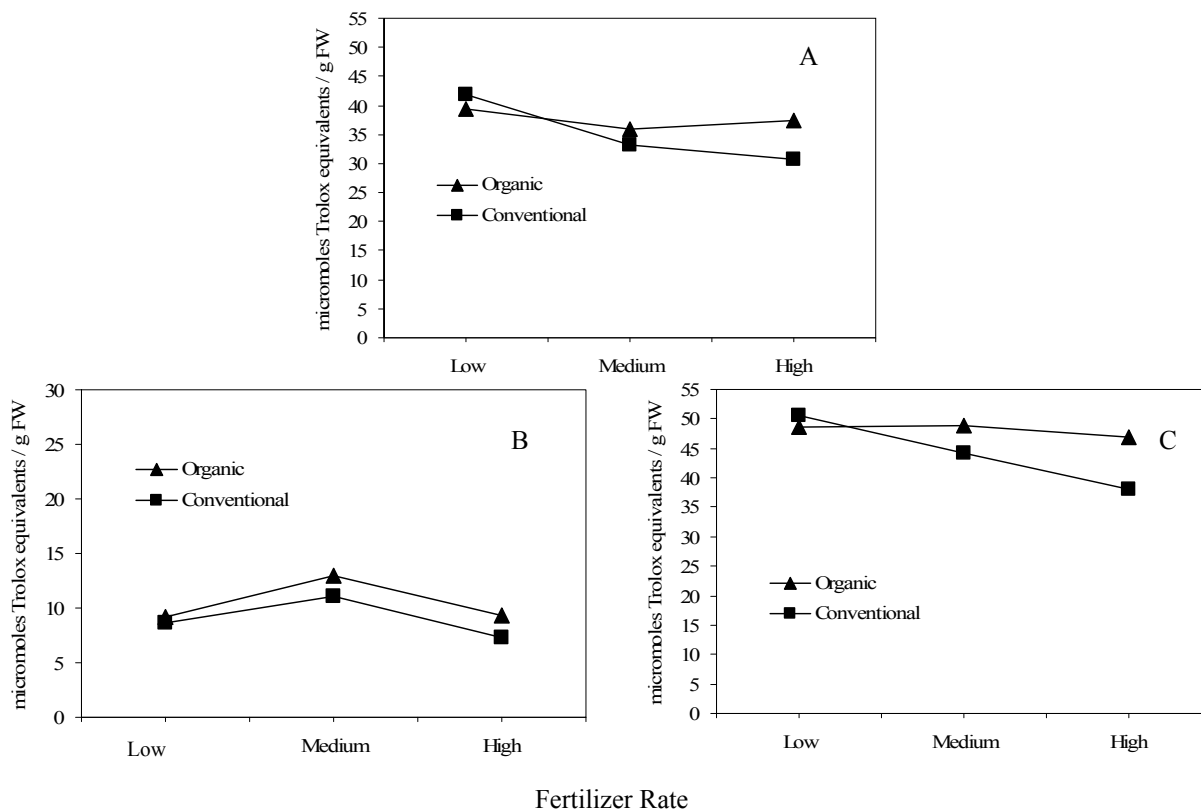 A
micromoles Trolox equivalents / g FW
55
50
45
40
35
30
25
20
15
10
5
0
Organic
Conventional
Low Medium High
B
micromoles Trolox equivalents / g FW
30
25
20
15
10
5
0
Organic
Conventional
Low Medium High
C
micromoles Trolox equivalents / g FW
55
50
45
40
35
30
25
20
15
10
5
0
Organic
Conventional
Low Medium High
Fertilizer Rate